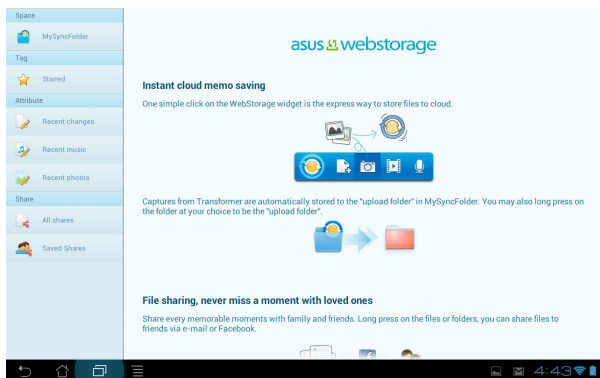 Space
MySyncFolder
Tag
Starred
Attribute
Recent changes
Recent music
Recent photos
Share
All shares
Saved Shares
asus webstorage
Instant cloud memo saving
One simple click on the WebStorage widget is the express way to store files to cloud.
Captures from Transformer are automatically stored to the "upload folder" in MySyncFolder. You may also long press on
the folder at your choice to be the "upload folder".
File sharing, never miss a moment with loved ones
Share every memorable moments with family and friends. Long press on the files or folders, you can share files to
friends via e-mail or Facebook.
4:43